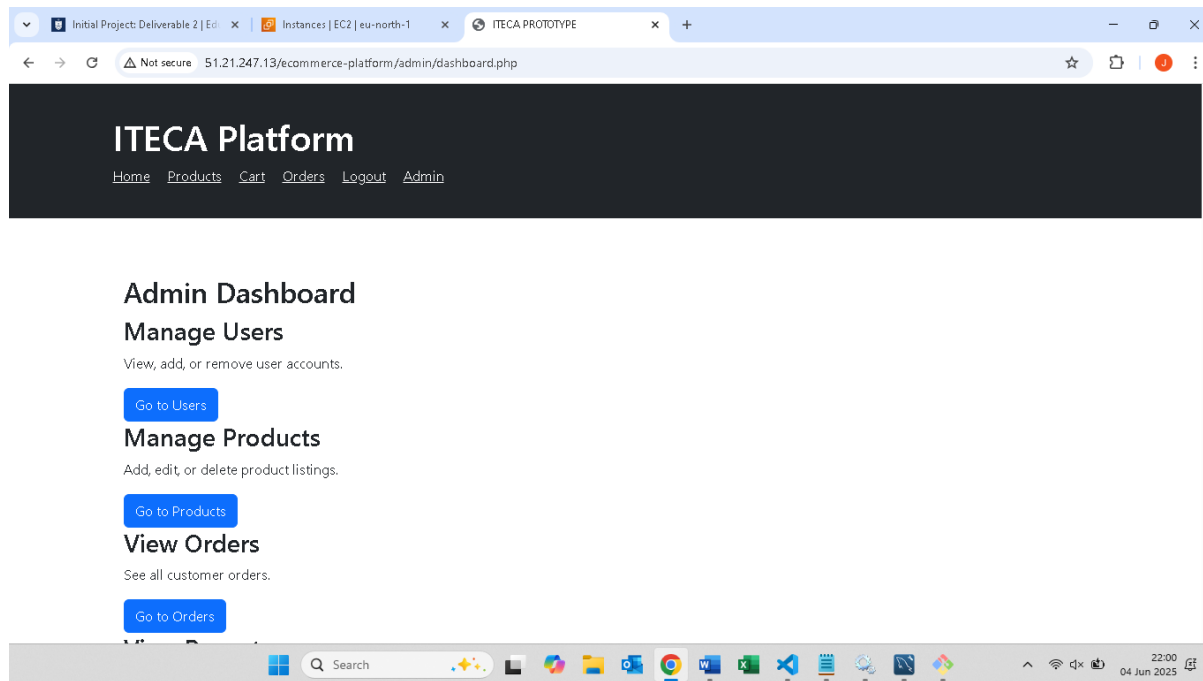 Initial Project: Deliverable 2 | Ed
Instances | EC2 | eu-north-1
ITECA PROTOTYPE
Not secure 51.21.247.13/ecommerce-platform/admin/dashboard.php
J
ITECA Platform
Home Products Cart Orders Logout Admin
Admin Dashboard
Manage Users
View, add, or remove user accounts.
Go to Users
Manage Products
Add, edit, or delete product listings.
Go to Products
View Orders
See all customer orders.
Go to Orders
Search
22:00
04 Jun 2025